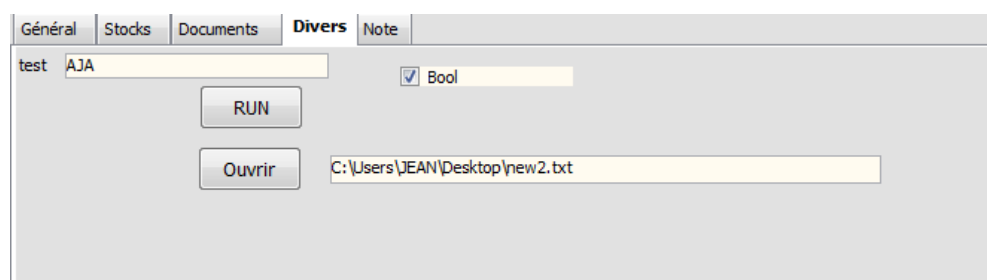 Général Stocks Documents Divers Note
test AJA Bool
RUN
Ouvrir C:\Users\JEAN\Desktop\new2.txt